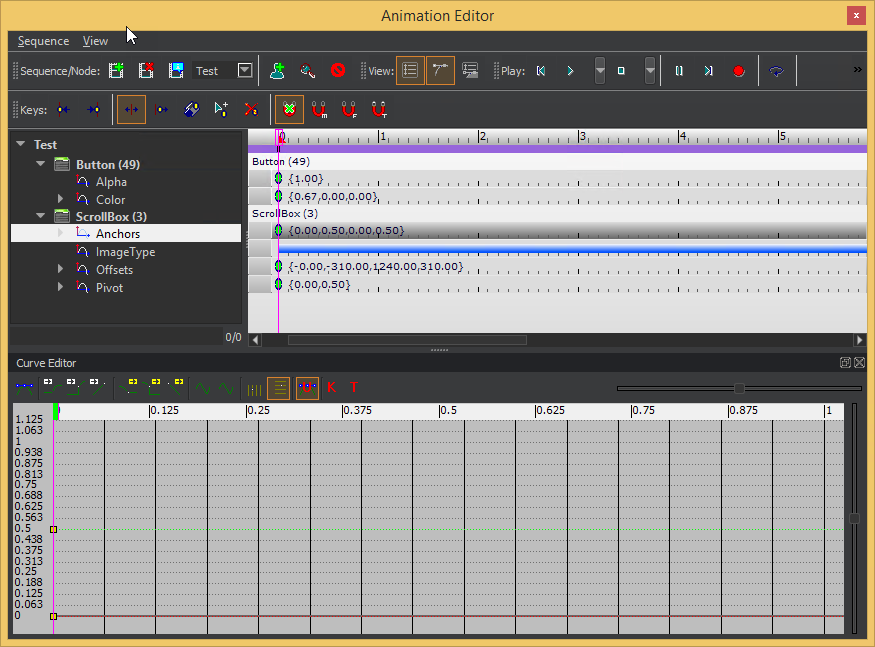 Animation Editor
x
Sequence View
Sequence/Node: Test View: Play: »
Keys: m F T
Test
Button (49)
Alpha
Color
ScrollBox (3)
Anchors
ImageType
Offsets
Pivot
0/0
0 1 2 3 4 5
Button (49)
{1.00}
{0.67,0.00,0.00}
ScrollBox (3)
{0.00,0.50,0.00,0.50}
{-0.00,-310.00,1240.00,310.00}
{0.00,0.50}
Curve Editor
K T
0.125 0.25 0.375 0.5 0.625 0.75 0.875 1
1.125
1.063
1
0.938
0.875
0.813
0.75
0.688
0.625
0.563
0.5
0.438
0.375
0.313
0.25
0.188
0.125
0.063
0